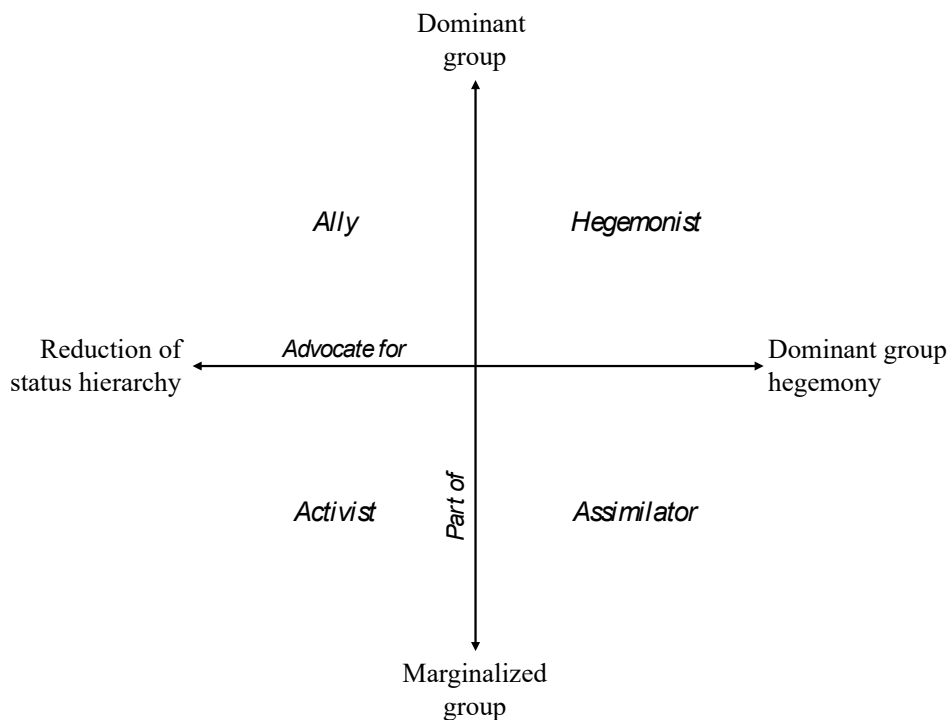 Dominant
group
Ally
Hegemonist
Reduction of
status hierarchy
Advocate for
Dominant group
hegemony
Part of
Activist
Assimilator
Marginalized
group